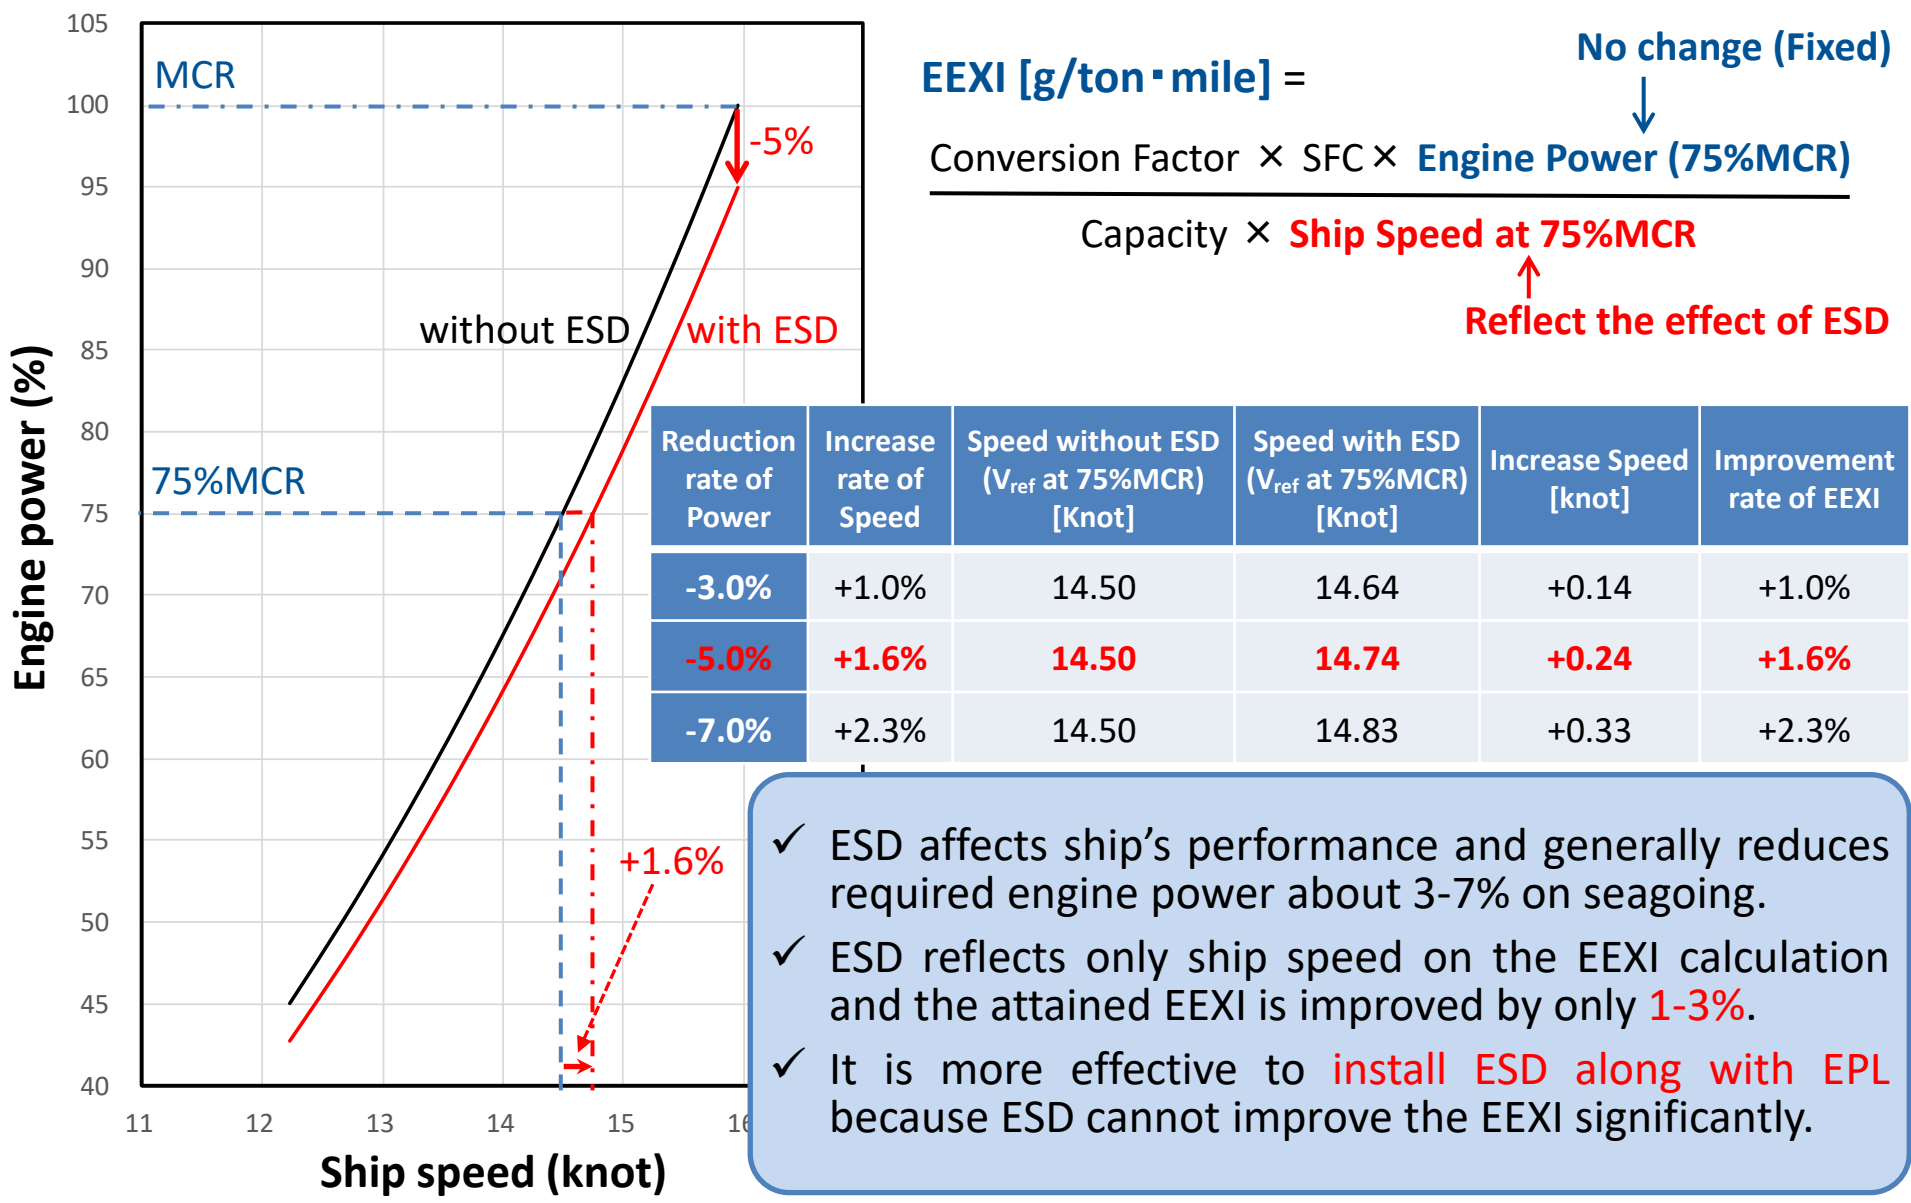 105
100
95
90
85
80
75
70
65
60
55
50
45
40
11
12
13
14
15
Engine power (%)
Ship speed (knot)
MCR
-5%
without ESD
with ESD
75%MCR
+1.6%
No change (Fixed)
EEXI [g/ton・mile] =
Conversion Factor × SFC × Engine Power (75%MCR)
Capacity × Ship Speed at 75%MCR
Reflect the effect of ESD
Reduction rate of Power
Increase rate of Speed
Speed without ESD (Vref at 75%MCR) [Knot]
Speed with ESD (Vref at 75%MCR) [Knot]
Increase Speed [knot]
Improvement rate of EEXI
-3.0% +1.0% 14.50 14.64 +0.14 +1.0%
-5.0% +1.6% 14.50 14.74 +0.24 +1.6%
-7.0% +2.3% 14.50 14.83 +0.33 +2.3%
✓ ESD affects ship's performance and generally reduces
required engine power about 3-7% on seagoing.
✓ ESD reflects only ship speed on the EEXI calculation
and the attained EEXI is improved by only 1-3%.
✓ It is more effective to install ESD along with EPL
because ESD cannot improve the EEXI significantly.